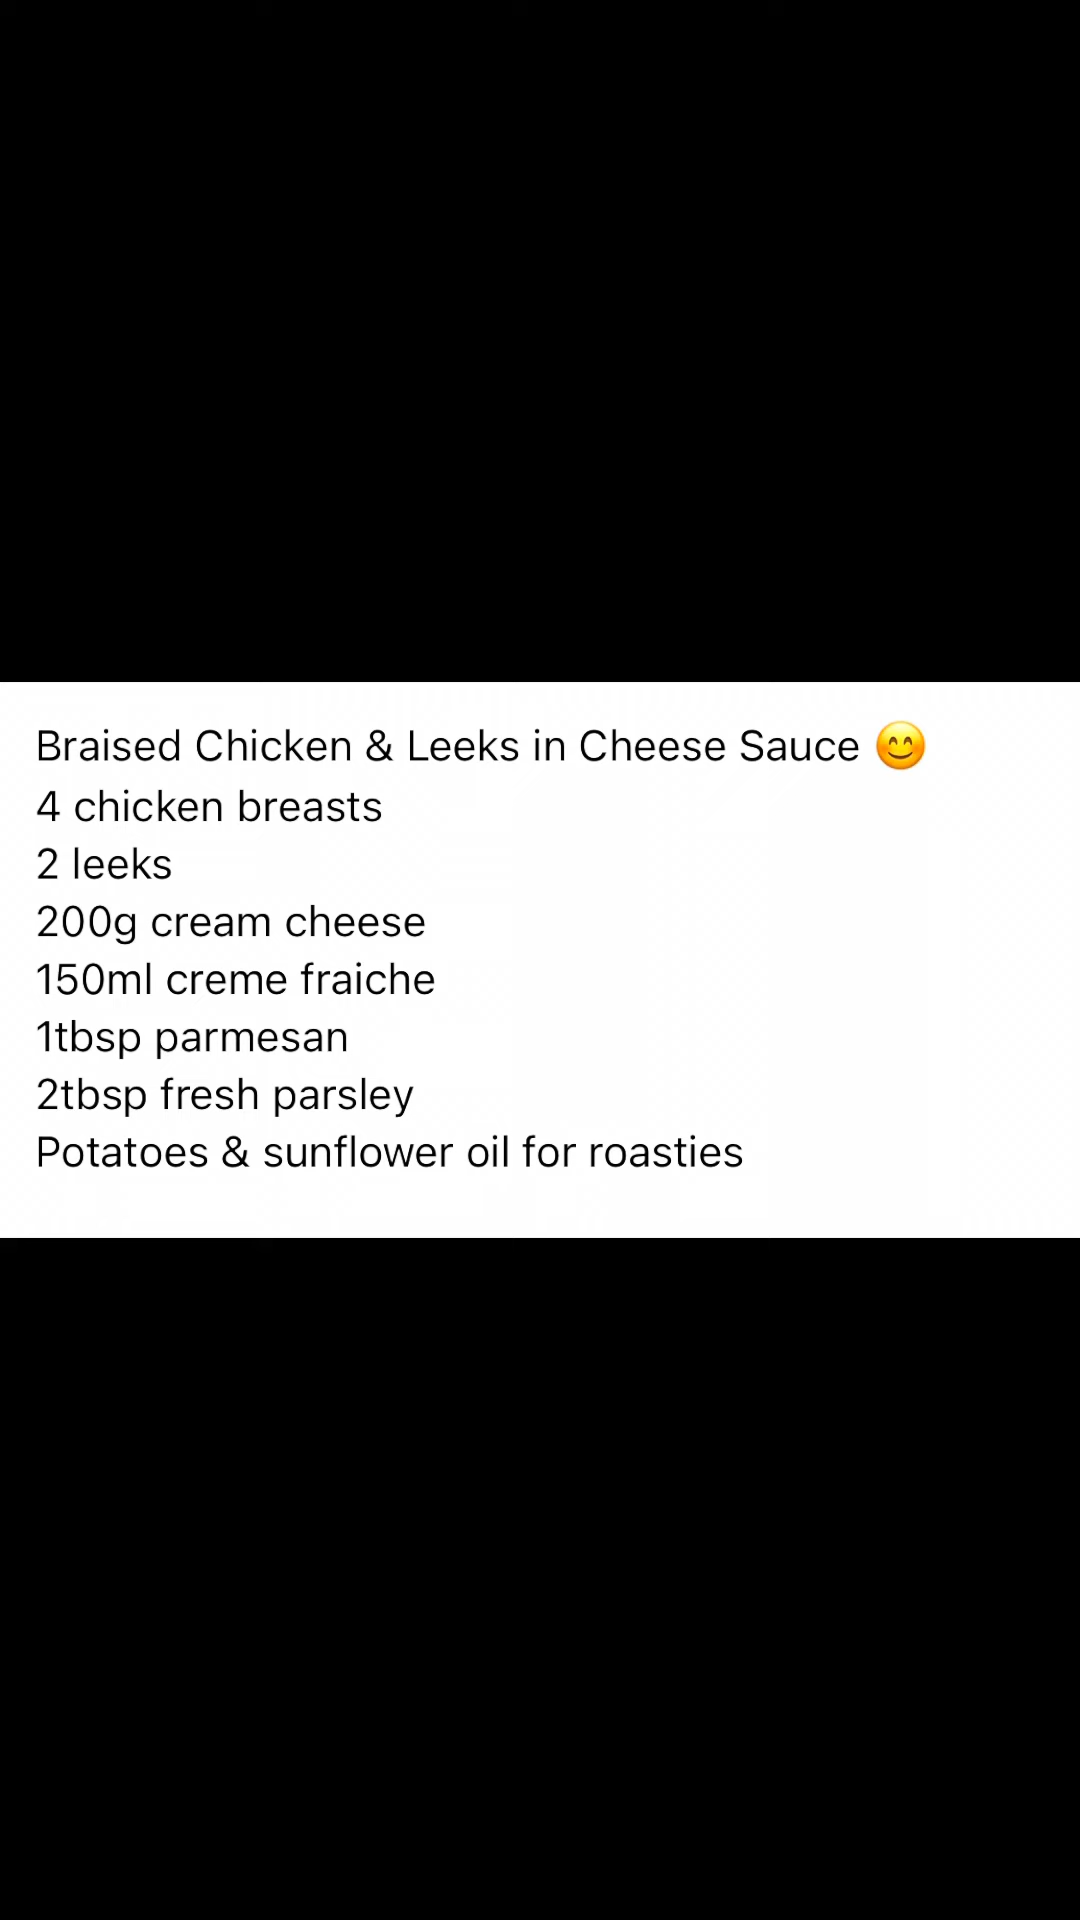 Braised Chicken & Leeks in Cheese Sauce 😊
4 chicken breasts
2 leeks
200g cream cheese
150ml creme fraiche
1tbsp parmesan
2tbsp fresh parsley
Potatoes & sunflower oil for roasties